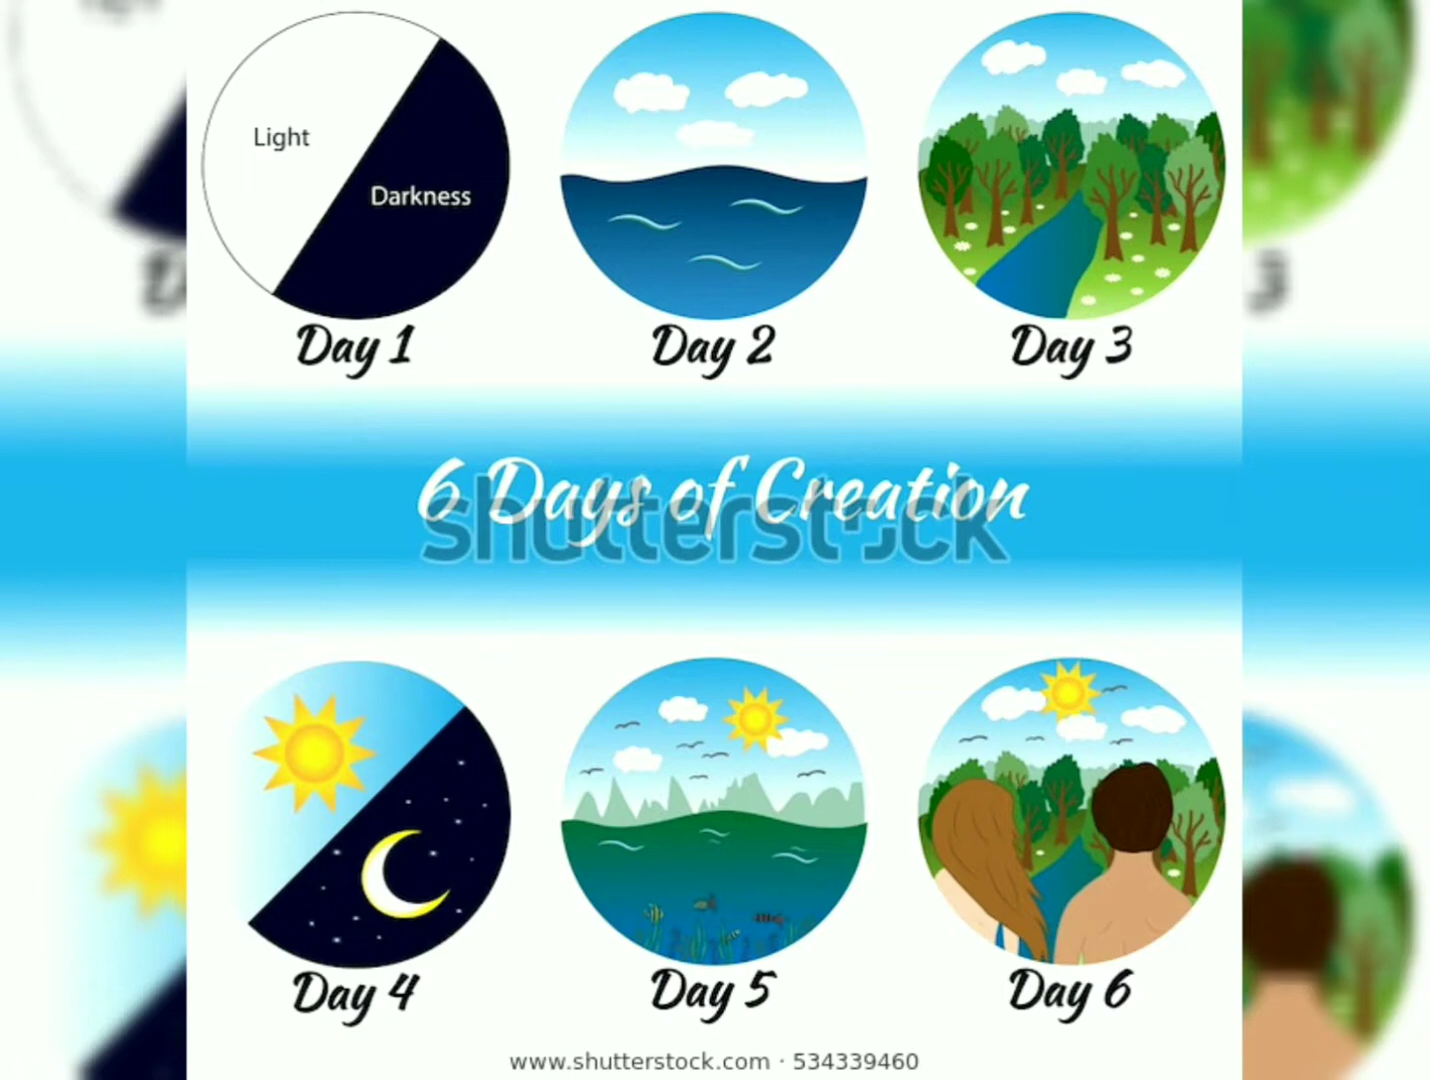 Light
Darkness
Day 1
Day 2
Day 3
6 Days of Creation
shutterstock
Day 4
Day 5
Day 6
www.shutterstock.com · 534339460